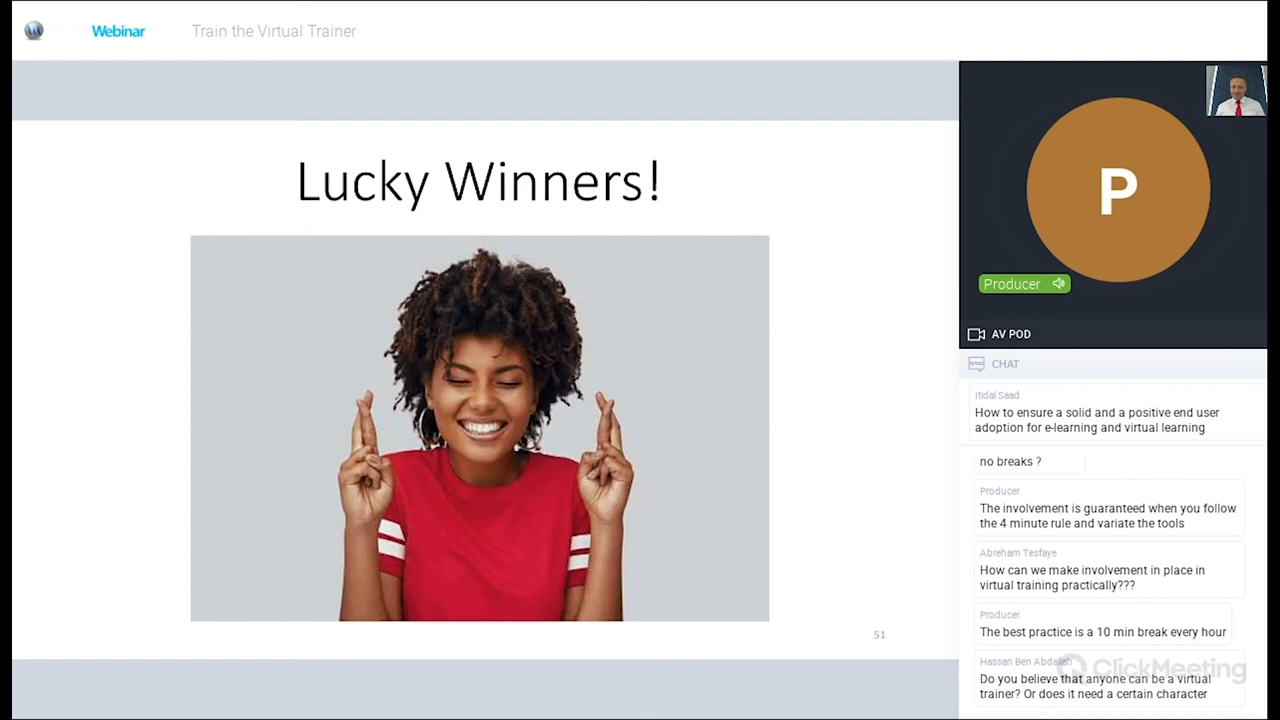 Webinar
Train the Virtual Trainer
Lucky Winners!
51
P
Producer
AV POD
CHAT
Itidal Saad
How to ensure a solid and a positive end user
adoption for e-learning and virtual learning
no breaks ?
Producer
The involvement is guaranteed when you follow
the 4 minute rule and variate the tools
Abreham Tesfaye
How can we make involvement in place in
virtual training practically???
Producer
The best practice is a 10 min break every hour
Hassan Ben Abdallah
Do you believe that anyone can be a virtual
trainer? Or does it need a certain character
ClickMeeting